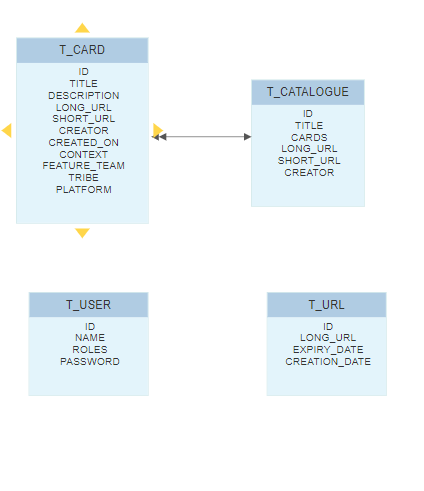 T_CARD
ID
TITLE
DESCRIPTION
LONG_URL
SHORT_URL
CREATOR
CREATED_ON
CONTEXT
FEATURE_TEAM
TRIBE
PLATFORM
T_CATALOGUE
ID
TITLE
CARDS
LONG_URL
SHORT_URL
CREATOR
T_USER
ID
NAME
ROLES
PASSWORD
T_URL
ID
LONG_URL
EXPIRY_DATE
CREATION_DATE